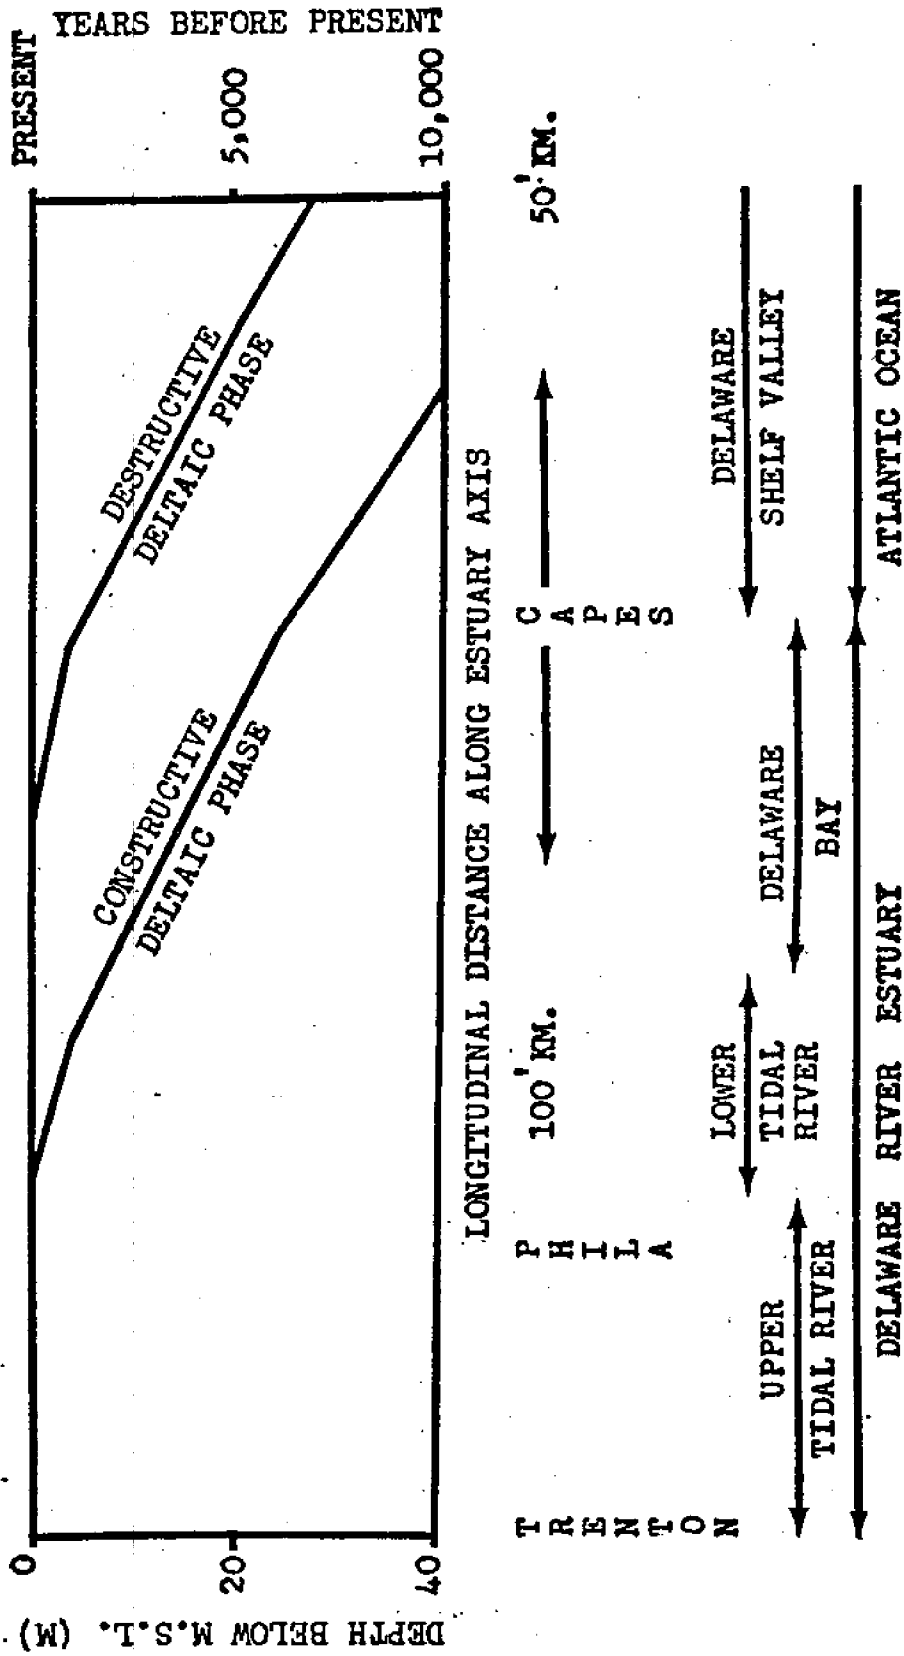 PRESENT
YEARS BEFORE PRESENT
5,000
10,000
0
20
40
DEPTH BELOW M.S.L. (M)
DESTRUCTIVE
DELTAIC PHASE
CONSTRUCTIVE
DELTAIC PHASE
LONGITUDINAL DISTANCE ALONG ESTUARY AXIS
TRENTON
PHILA
100 KM.
CAPES
50 KM.
UPPER
TIDAL RIVER
LOWER
TIDAL
RIVER
DELAWARE
BAY
DELAWARE
SHELF VALLEY
DELAWARE RIVER ESTUARY
ATLANTIC OCEAN